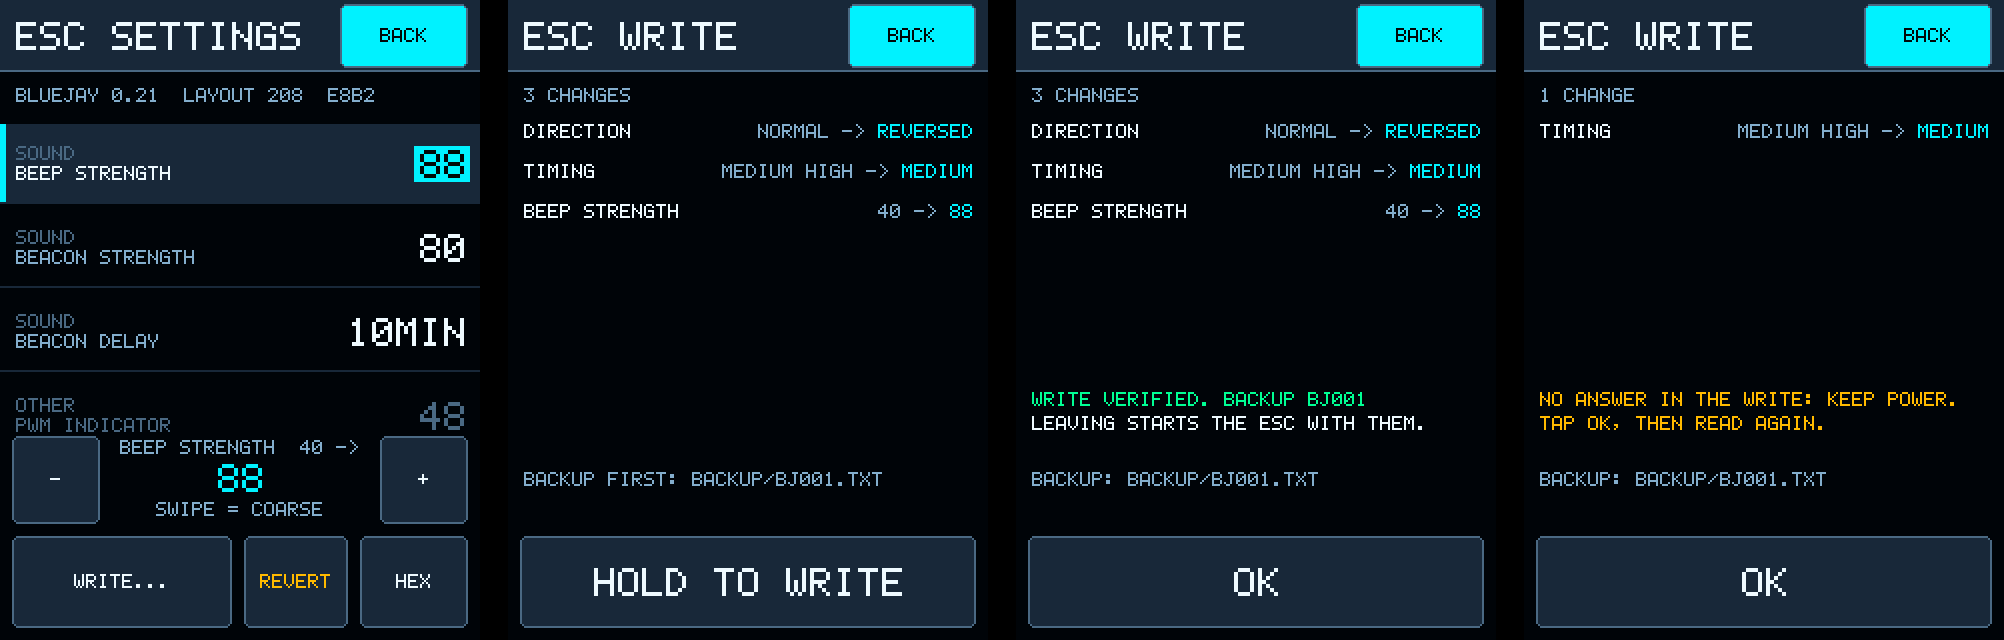 ESC SETTINGS BACK
BLUEJAY 0.21 LAYOUT 208 E8B2
SOUND
BEEP STRENGTH 88
SOUND
BEACON STRENGTH 80
SOUND
BEACON DELAY 10MIN
OTHER
PWM INDICATOR 48
BEEP STRENGTH 40 ->
- 88 +
SWIPE = COARSE
WRITE... REVERT HEX
ESC WRITE BACK
3 CHANGES
DIRECTION NORMAL -> REVERSED
TIMING MEDIUM HIGH -> MEDIUM
BEEP STRENGTH 40 -> 88
BACKUP FIRST: BACKUP/BJ001.TXT
HOLD TO WRITE
ESC WRITE BACK
3 CHANGES
DIRECTION NORMAL -> REVERSED
TIMING MEDIUM HIGH -> MEDIUM
BEEP STRENGTH 40 -> 88
WRITE VERIFIED. BACKUP BJ001
LEAVING STARTS THE ESC WITH THEM.
BACKUP: BACKUP/BJ001.TXT
OK
ESC WRITE BACK
1 CHANGE
TIMING MEDIUM HIGH -> MEDIUM
NO ANSWER IN THE WRITE: KEEP POWER.
TAP OK, THEN READ AGAIN.
BACKUP: BACKUP/BJ001.TXT
OK